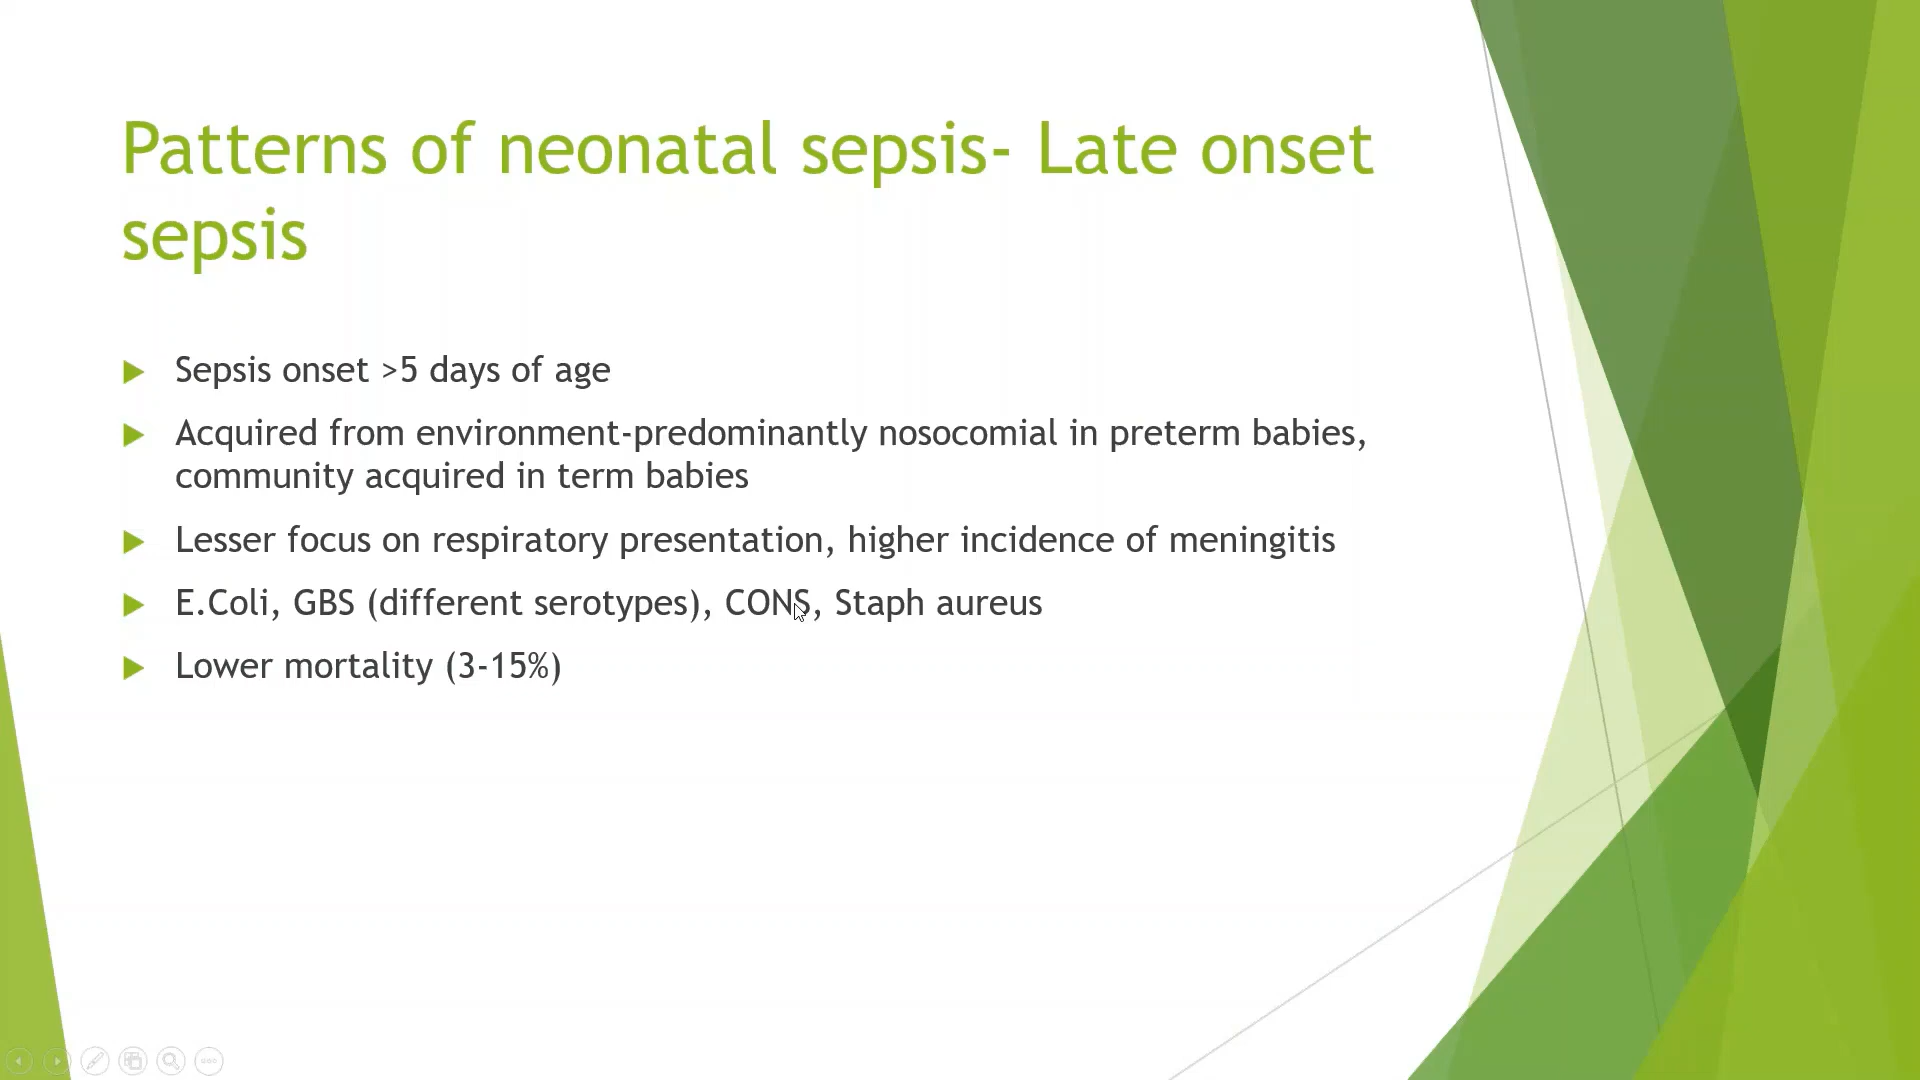 Patterns of neonatal sepsis- Late onset
sepsis
Sepsis onset >5 days of age
Acquired from environment-predominantly nosocomial in preterm babies,
community acquired in term babies
Lesser focus on respiratory presentation, higher incidence of meningitis
E.Coli, GBS (different serotypes), CONS, Staph aureus
Lower mortality (3-15%)